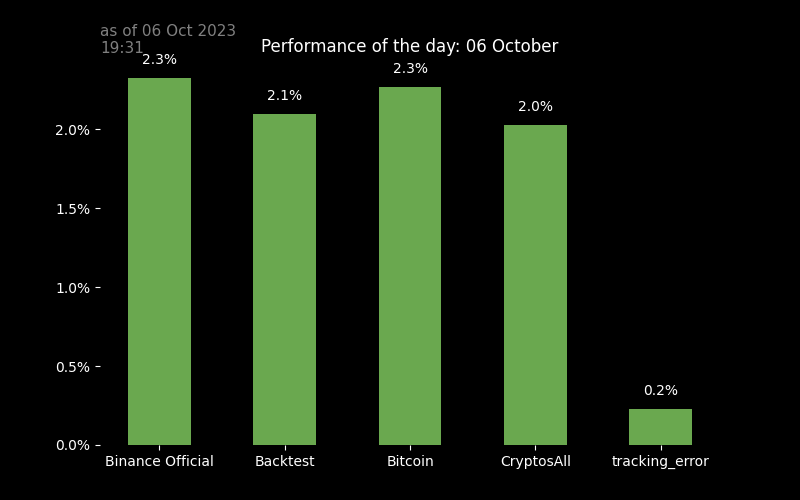 as of 06 Oct 2023
19:31
Performance of the day: 06 October
2.3%
2.1%
2.3%
2.0%
0.2%
2.0%
1.5%
1.0%
0.5%
0.0%
Binance Official
Backtest
Bitcoin
CryptosAll
tracking_error